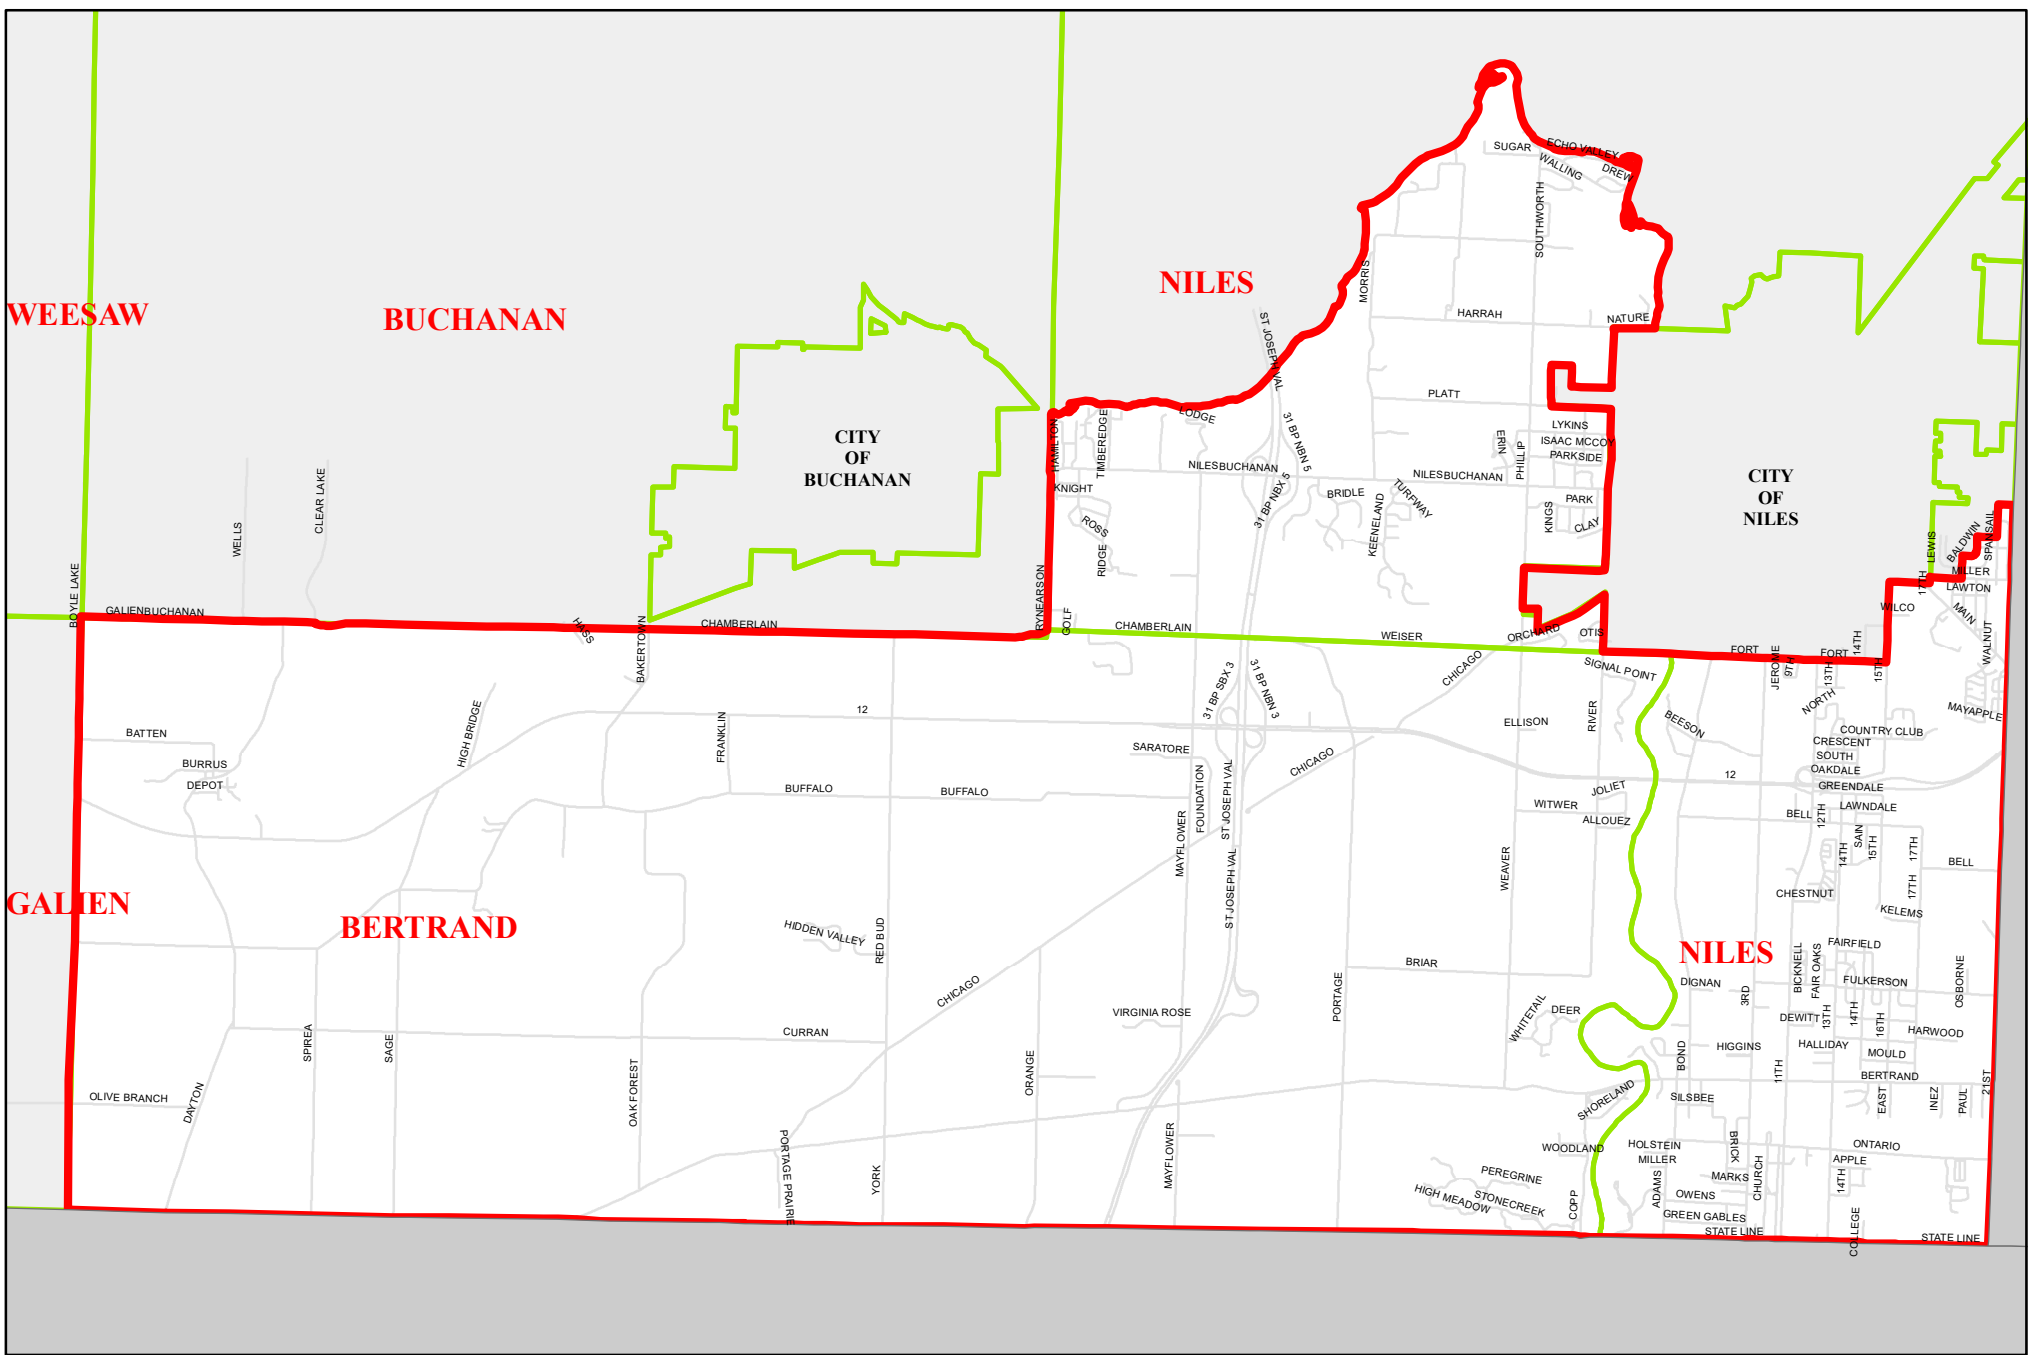 SUGAR
ECHO VALLEY
WALLING
DREW
SOUTHWORTH
MORRIS
NILES
WEESAW
BUCHANAN
ST JOSEPH VAL
HARRAH
NATURE
PLATT
LODGE
HAMILTON
TIMBEREDGE
31 BP NBN 5
LYKINS
ERIN
PHILLIP
ISAAC MCCOY
PARKSIDE
CITY
OF
BUCHANAN
NILESBUCHANAN
NILESBUCHANAN
CITY
OF
NILES
KNIGHT
31 BP NBX 5
BRIDLE
TURFWAY
KEENELAND
PARK
KINGS
CLAY
ROSS
RIDGE
WELLS
CLEAR LAKE
LEWIS
BALDWIN
SPANSAIL
MILLER
LAWTON
17TH
WILCO
MAIN
WALNUT
BOYLE LAKE
GALIENBUCHANAN
HASS
BAKERTOWN
CHAMBERLAIN
RYNEARSON
GOLF
CHAMBERLAIN
WEISER
ORCHARD
OTIS
CHICAGO
SIGNAL POINT
FORT
JEROME
9TH
FORT
13TH
14TH
15TH
31 BP SBX 3
31 BP NBN 3
NORTH
MAYAPPLE
HIGH BRIDGE
FRANKLIN
12
ELLISON
RIVER
BEESON
COUNTRY CLUB
CRESCENT
SOUTH
OAKDALE
BATTEN
BURRUS
DEPOT
SARATORE
CHICAGO
12
GREENDALE
BUFFALO
BUFFALO
FOUNDATION
ST JOSEPH VAL
JOLIET
WITWER
ALLOUEZ
BELL
12TH
LAWNDALE
MAYFLOWER
ST JOSEPH VAL
WEAVER
14TH
SAIN
15TH
17TH
BELL
GALIEN
BERTRAND
CHESTNUT
17TH
KELEMS
HIDDEN VALLEY
RED BUD
NILES
BRIAR
BICKNELL
FAIR OAKS
FAIRFIELD
FULKERSON
OSBORNE
CHICAGO
PORTAGE
DIGNAN
3RD
VIRGINIA ROSE
WHITETAIL
DEER
DEWITT
13TH
14TH
16TH
HARWOOD
SPIREA
SAGE
CURRAN
BOND
HIGGINS
HALLIDAY
MOULD
OAK FOREST
ORANGE
11TH
BERTRAND
OLIVE BRANCH
DAYTON
SHORELAND
SILSBEE
EAST
INEZ
PAUL
21ST
PORTAGE PRAIRIE
YORK
MAYFLOWER
WOODLAND
HOLSTEIN
MILLER
BRICK
CHURCH
ONTARIO
APPLE
PEREGRINE
HIGH MEADOW
STONECREEK
COPP
ADAMS
MARKS
OWENS
14TH
GREEN GABLES
STATE LINE
COLLEGE
STATE LINE